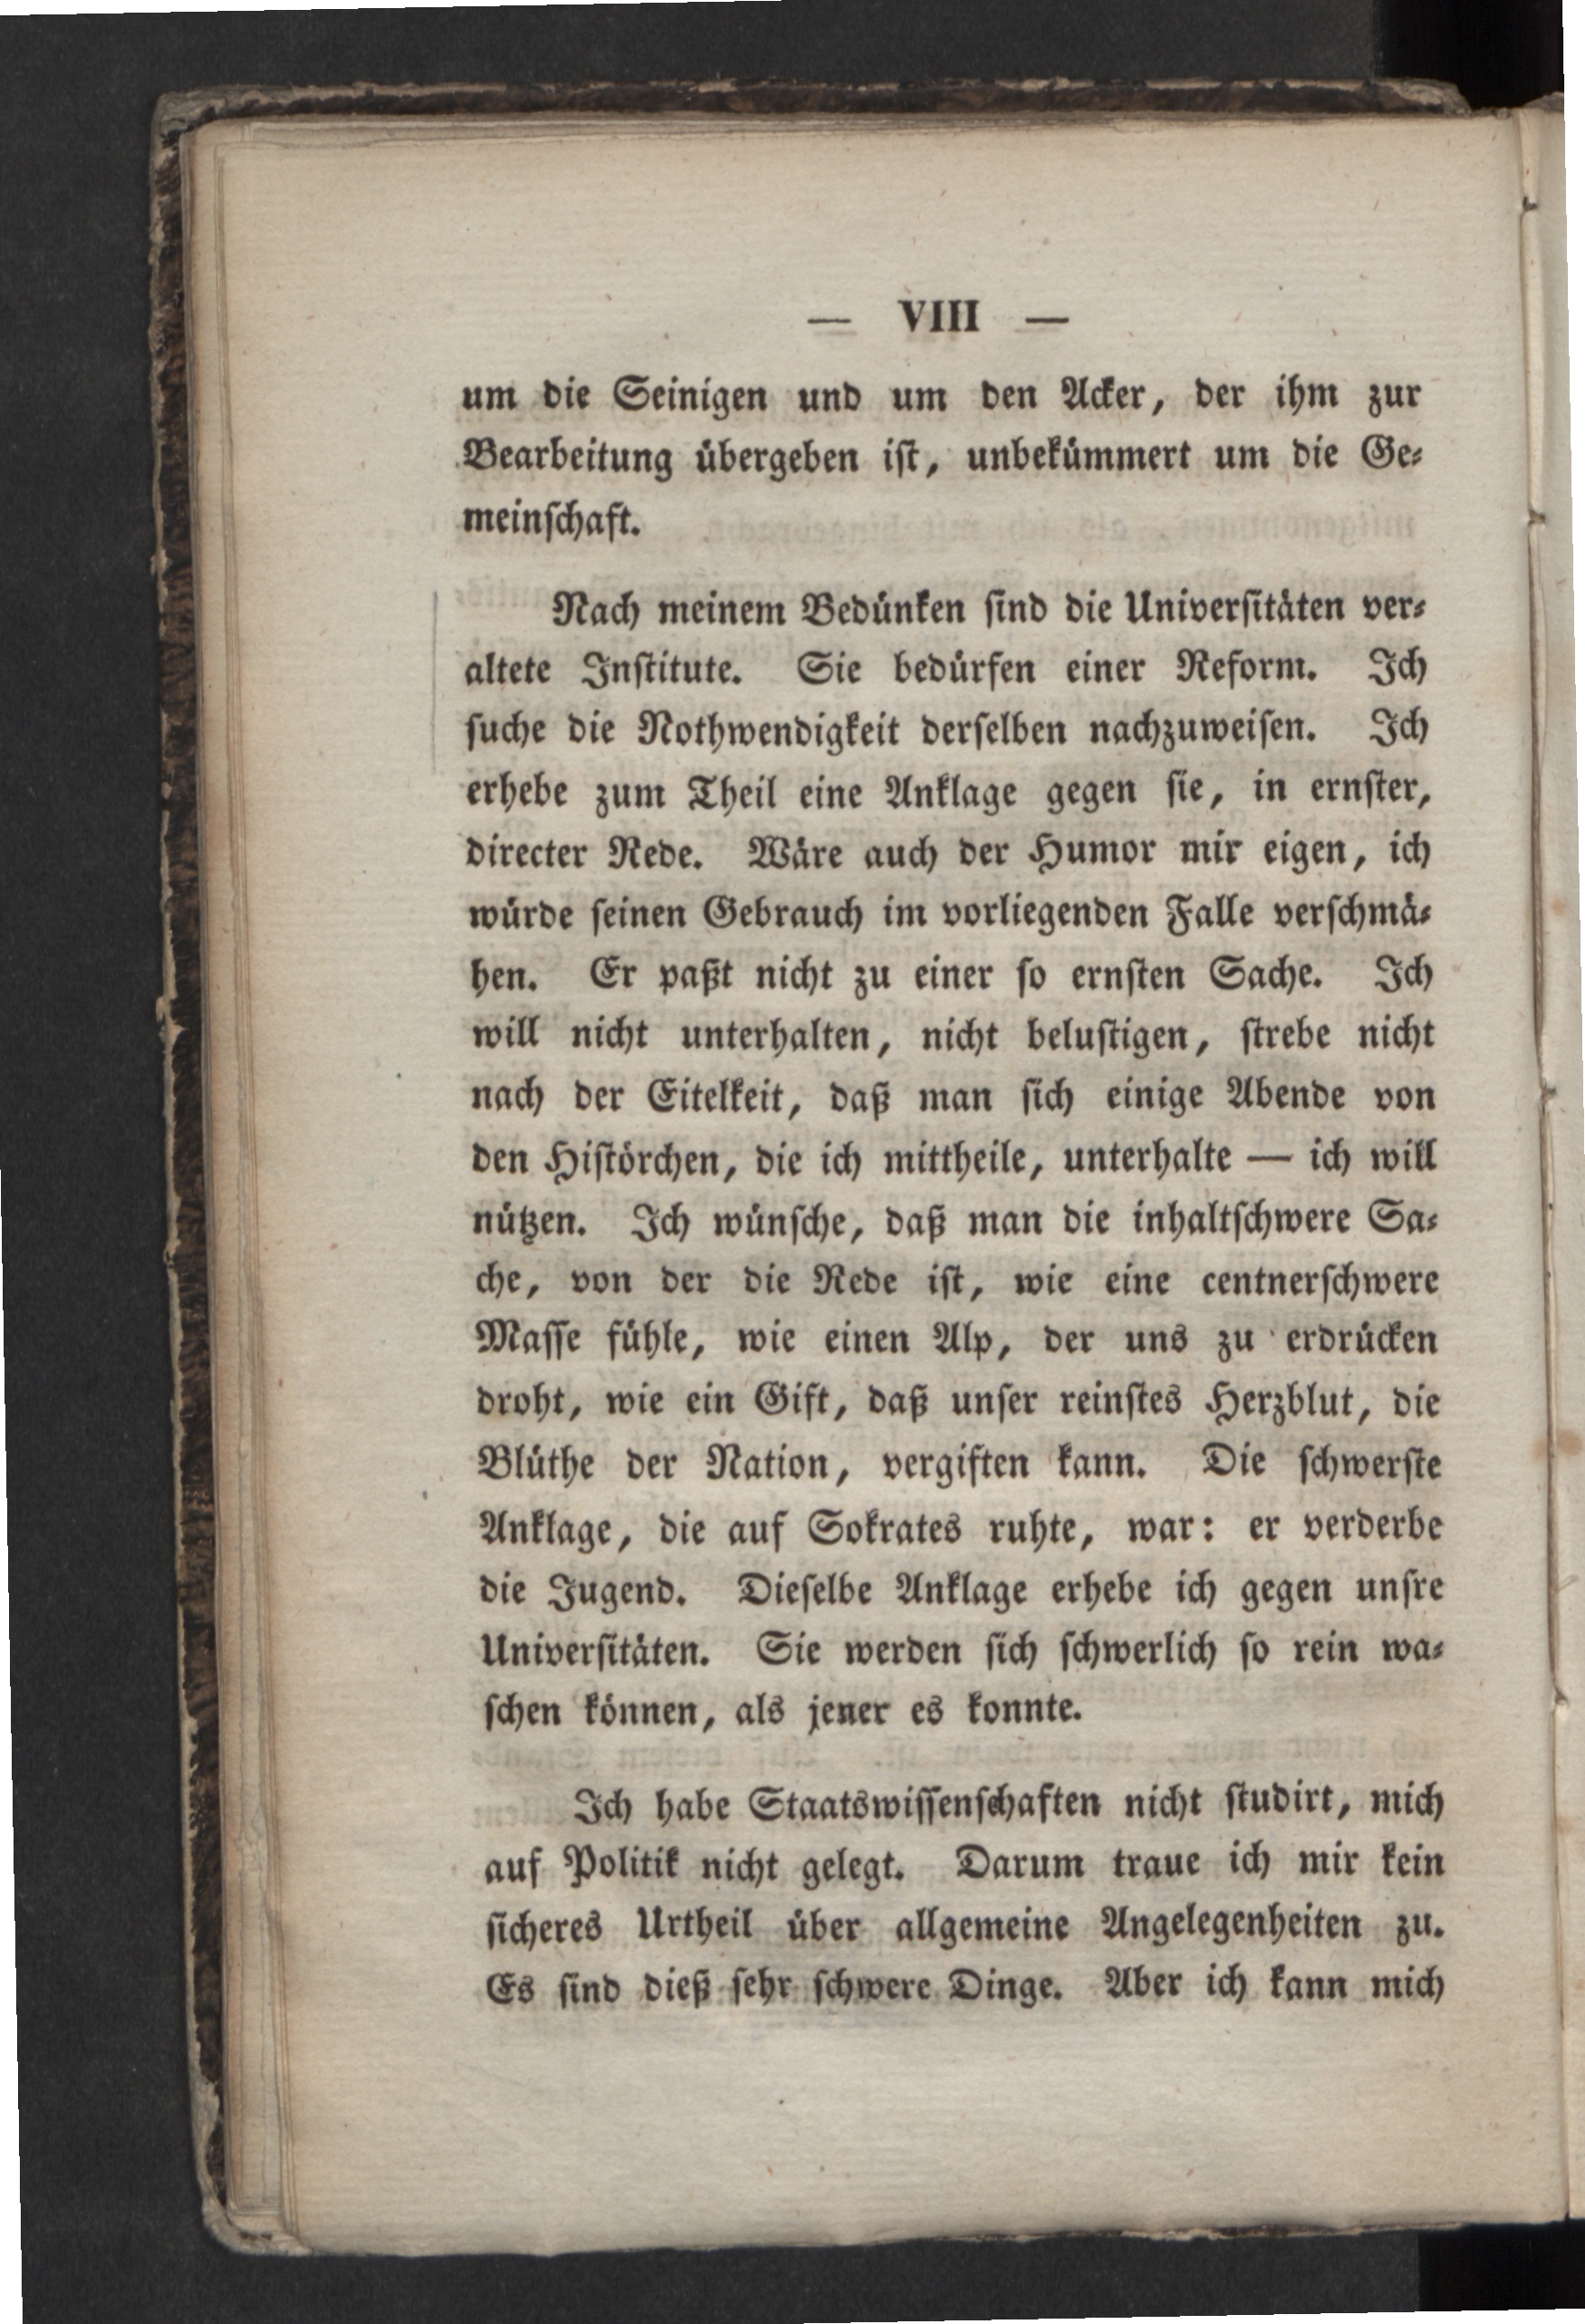 — VIII —
um die Seinigen und um den Acker, der ihm zur
Bearbeitung übergeben ist, unbekümmert um die Ge⸗
meinſchaft.
Nach meinem Bedünken ſind die Univerſitäten ver⸗
altete Inſtitute. Sie bedürfen einer Reform. Ich
ſuche die Nothwendigkeit derſelben nachzuweiſen. Ich
erhebe zum Theil eine Anklage gegen ſie, in ernſter,
directer Rede. Wäre auch der Humor mir eigen, ich
würde ſeinen Gebrauch im vorliegenden Falle verſchmä⸗
hen. Er paßt nicht zu einer ſo ernſten Sache. Ich
will nicht unterhalten, nicht beluſtigen, ſtrebe nicht
nach der Eitelkeit, daß man ſich einige Abende von
den Hiſtörchen, die ich mittheile, unterhalte — ich will
nützen. Ich wünſche, daß man die inhaltſchwere Sa⸗
che, von der die Rede iſt, wie eine centnerſchwere
Maſſe fühle, wie einen Alp, der uns zu erdrücken
droht, wie ein Gift, daß unſer reinſtes Herzblut, die
Blüthe der Nation, vergiften kann. Die ſchwerſte
Anklage, die auf Sokrates ruhte, war: er verderbe
die Jugend. Dieſelbe Anklage erhebe ich gegen unſre
Univerſitäten. Sie werden ſich ſchwerlich ſo rein wa⸗
ſchen können, als jener es konnte.
Ich habe Staatswiſſenſchaften nicht ſtudirt, mich
auf Politik nicht gelegt. Darum traue ich mir kein
ſicheres Urtheil über allgemeine Angelegenheiten zu.
Es ſind dieß ſehr ſchwere Dinge. Aber ich kann mich